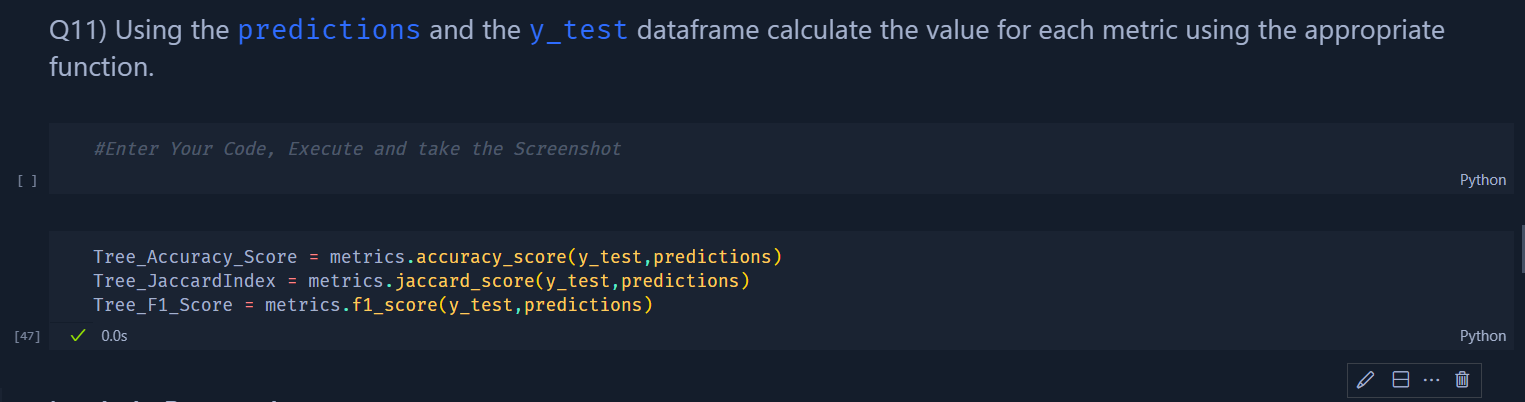 Q11) Using the predictions and the y_test dataframe calculate the value for each metric using the appropriate
function.
#Enter Your Code, Execute and take the Screenshot
[ ]
Python
Tree_Accuracy_Score = metrics.accuracy_score(y_test,predictions)
Tree_JaccardIndex = metrics.jaccard_score(y_test,predictions)
Tree_F1_Score = metrics.f1_score(y_test,predictions)
[47] ✓ 0.0s
Python